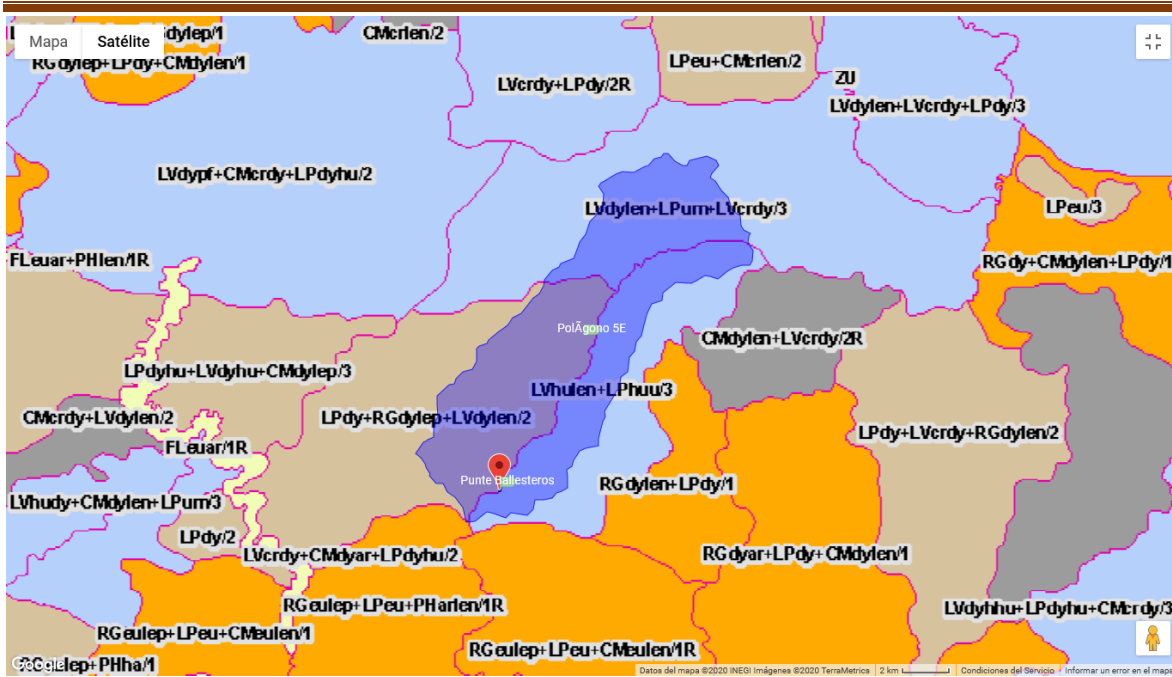 Mapa
Satélite
dylep/1
CMcrlen/2
RGdylep+LPdy+CMdylen/1
LPeu+CMcrlen/2
ZU
LVcrdy+LPdy/2R
LVdylen+LVcrdy+LPdy/3
LVdypf+CMcrdy+LPdyhu/2
LVdylen+LPum+LVcrdy/3
LPeu/3
FLeuar+PHlen/1R
RGdy+CMdylen+LPdy/1
PolÃgono 5E
CMdylen+LVcrdy/2R
LPdyhu+LVdyhu+CMdylep/3
LVhulen+LPhuu/3
CMcrdy+LVdylen/2
LPdy+RGdylep+LVdylen/2
LPdy+LVcrdy+RGdylen/2
FLeuar/1R
Punte Ballesteros
RGdylen+LPdy/1
LVhudy+CMdylen+LPum/3
LPdy/2
LVcrdy+CMdyar+LPdyhu/2
RGdyar+LPdy+CMdylen/1
RGeulep+LPeu+PHarlen/1R
LVdyhhu+LPdyhu+CMcrdy/3
RGeulep+LPeu+CMeulen/1
RGeulep+LPeu+CMeulen/1R
Google
ulep+PHha/1
Datos del mapa ©2020 INEGI Imágenes ©2020 TerraMetrics
2 km
Condiciones del Servicio
Informar un error en el mapa